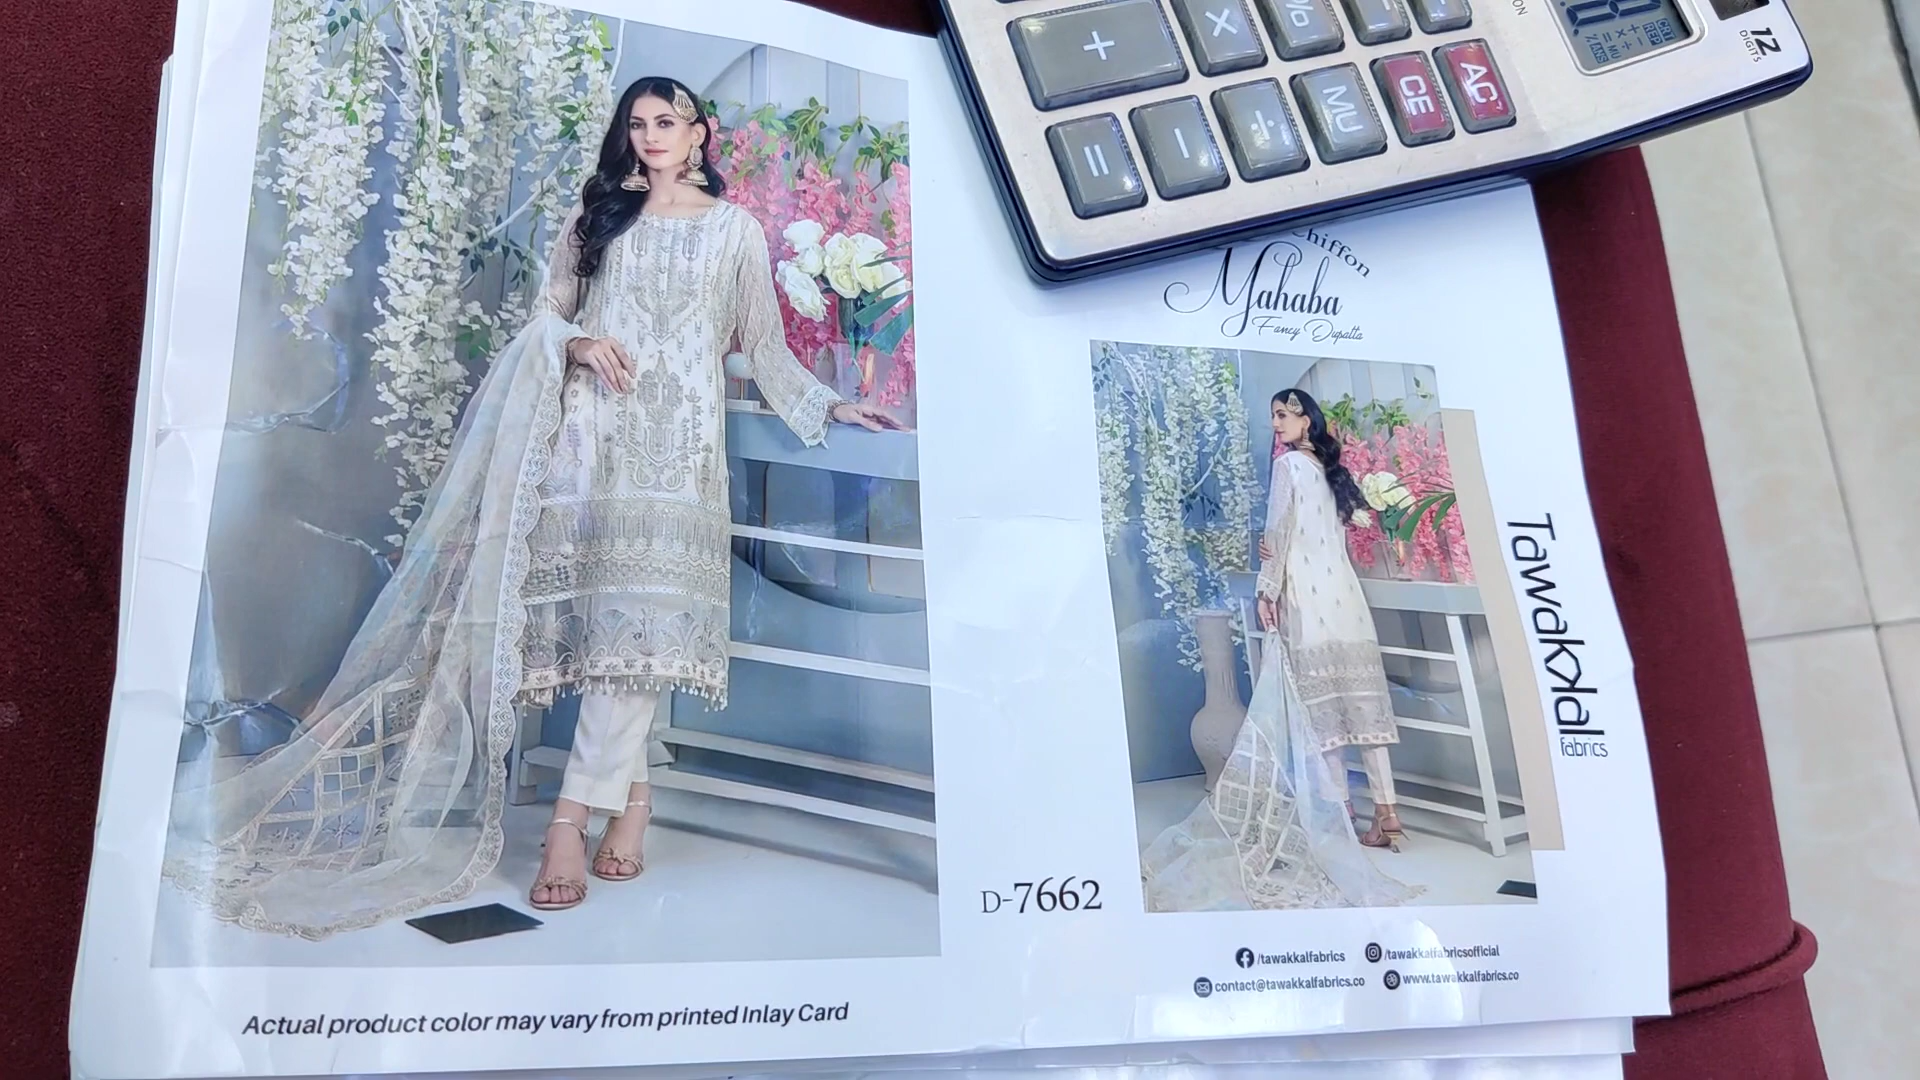 +
×
%
=
−
÷
MU
CE
AC
12
DIGITS
Chiffon
Mahaba
Fancy Dupatta
Tawakkal
fabrics
D-7662
/tawakkalfabrics
/tawakkalfabricsofficial
contact@tawakkalfabrics.co
www.tawakkalfabrics.co
Actual product color may vary from printed Inlay Card